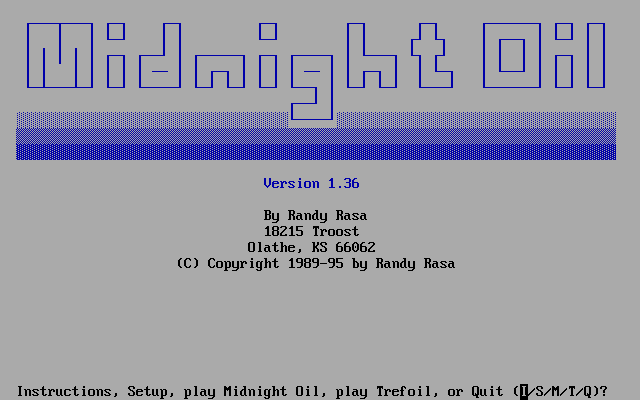 Midnight Oil
Version 1.36
By Randy Rasa
18215 Troost
Olathe, KS 66062
(C) Copyright 1989-95 by Randy Rasa
Instructions, Setup, play Midnight Oil, play Trefoil, or Quit (I/S/M/T/Q)?